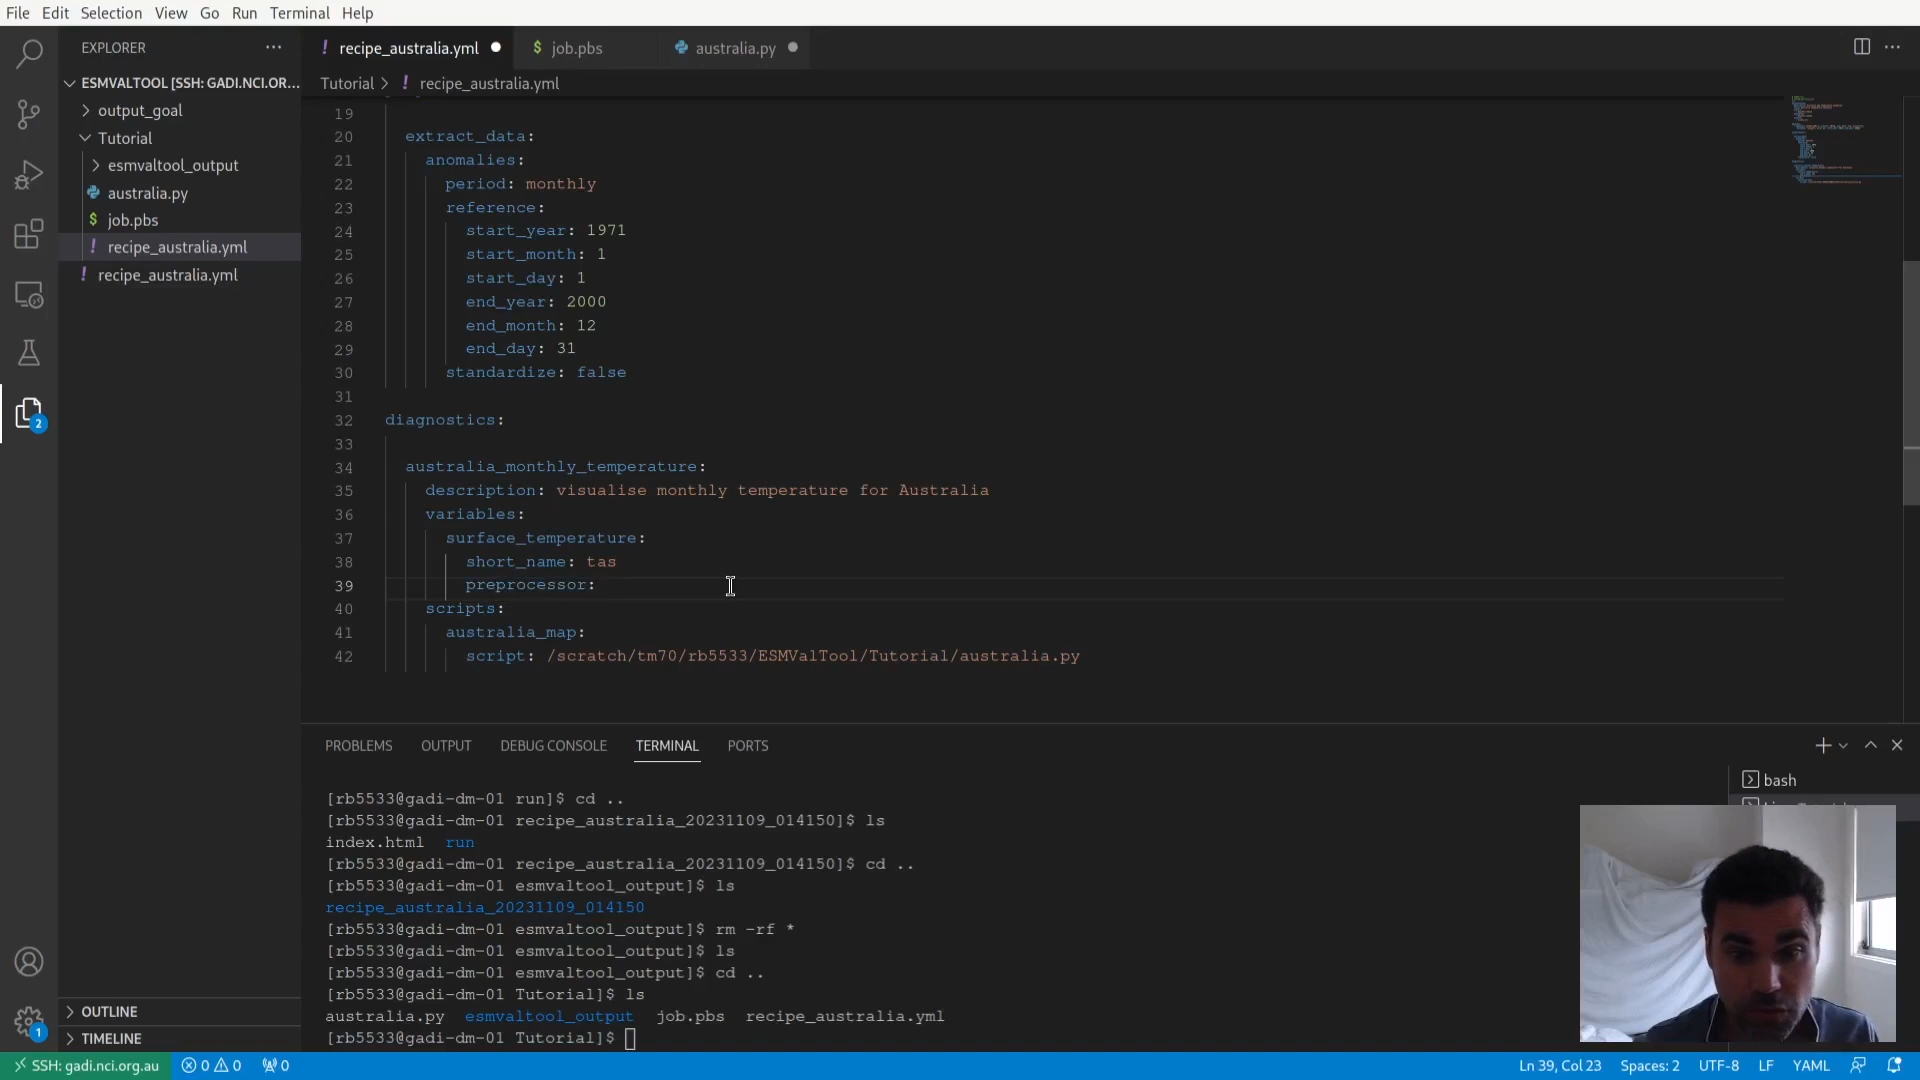 File Edit Selection View Go Run Terminal Help
EXPLORER
ESMVALTOOL [SSH: GADI.NCI.OR...
output_goal
Tutorial
esmvaltool_output
australia.py
job.pbs
recipe_australia.yml
recipe_australia.yml
OUTLINE
TIMELINE
recipe_australia.yml
job.pbs
australia.py
Tutorial > ! recipe_australia.yml
19
20 extract_data:
21 anomalies:
22 period: monthly
23 reference:
24 start_year: 1971
25 start_month: 1
26 start_day: 1
27 end_year: 2000
28 end_month: 12
29 end_day: 31
30 standardize: false
31
32 diagnostics:
33
34 australia_monthly_temperature:
35 description: visualise monthly temperature for Australia
36 variables:
37 surface_temperature:
38 short_name: tas
39 preprocessor:
40 scripts:
41 australia_map:
42 script: /scratch/tm70/rb5533/ESMValTool/Tutorial/australia.py
PROBLEMS OUTPUT DEBUG CONSOLE TERMINAL PORTS
[rb5533@gadi-dm-01 run]$ cd ..
[rb5533@gadi-dm-01 recipe_australia_20231109_014150]$ ls
index.html run
[rb5533@gadi-dm-01 recipe_australia_20231109_014150]$ cd ..
[rb5533@gadi-dm-01 esmvaltool_output]$ ls
recipe_australia_20231109_014150
[rb5533@gadi-dm-01 esmvaltool_output]$ rm -rf *
[rb5533@gadi-dm-01 esmvaltool_output]$ ls
[rb5533@gadi-dm-01 esmvaltool_output]$ cd ..
[rb5533@gadi-dm-01 Tutorial]$ ls
australia.py esmvaltool_output job.pbs recipe_australia.yml
[rb5533@gadi-dm-01 Tutorial]$
bash
2
1
SSH: gadi.nci.org.au 0 0 0 Ln 39, Col 23 Spaces: 2 UTF-8 LF YAML